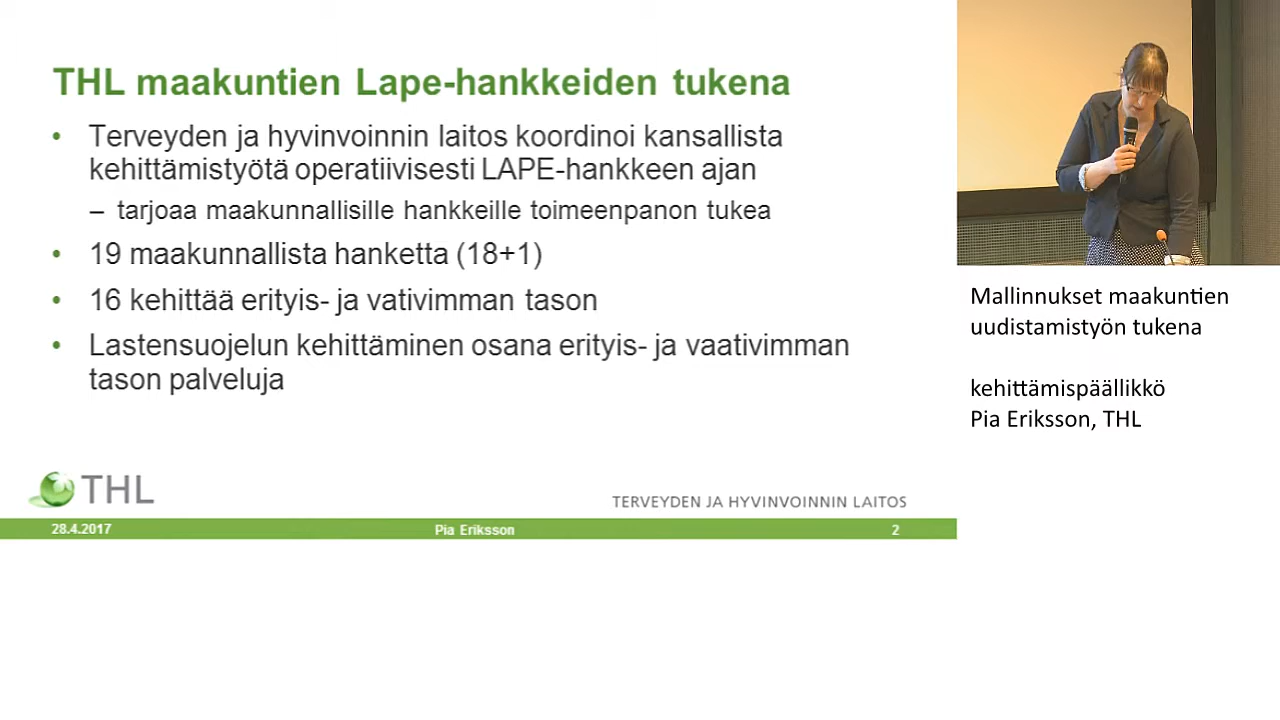 THL maakuntien Lape-hankkeiden tukena
• Terveyden ja hyvinvoinnin laitos koordinoi kansallista
kehittämistyötä operatiivisesti LAPE-hankkeen ajan
– tarjoaa maakunnallisille hankkeille toimeenpanon tukea
• 19 maakunnallista hanketta (18+1)
• 16 kehittää erityis- ja vativimman tason
• Lastensuojelun kehittäminen osana erityis- ja vaativimman
tason palveluja
THL
TERVEYDEN JA HYVINVOINNIN LAITOS
28.4.2017 Pia Eriksson 2
Mallinnukset maakuntien
uudistamistyön tukena
kehittämispäällikkö
Pia Eriksson, THL